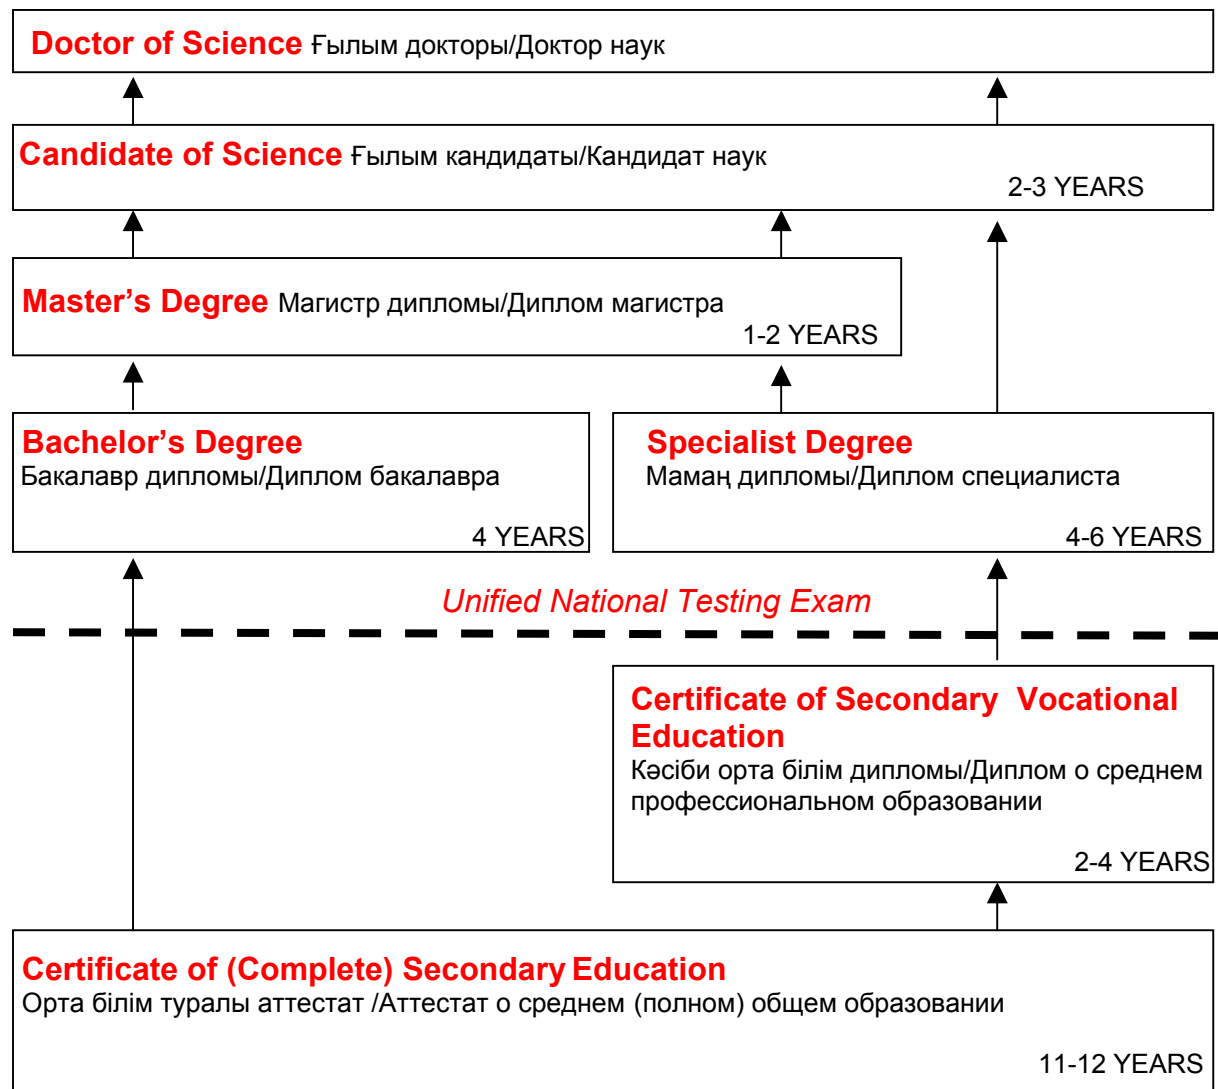 Doctor of Science Ғылым докторы/Доктор наук
Candidate of Science Ғылым кандидаты/Кандидат наук
2-3 YEARS
Master’s Degree Магистр дипломы/Диплом магистра
1-2 YEARS
Bachelor’s Degree
Бакалавр дипломы/Диплом бакалавра
4 YEARS
Specialist Degree
Мамаң дипломы/Диплом специалиста
4-6 YEARS
Unified National Testing Exam
Certificate of Secondary Vocational
Education
Кәсіби орта білім дипломы/Диплом о среднем
профессиональном образовании
2-4 YEARS
Certificate of (Complete) Secondary Education
Орта білім туралы аттестат /Аттестат о среднем (полном) общем образовании
11-12 YEARS